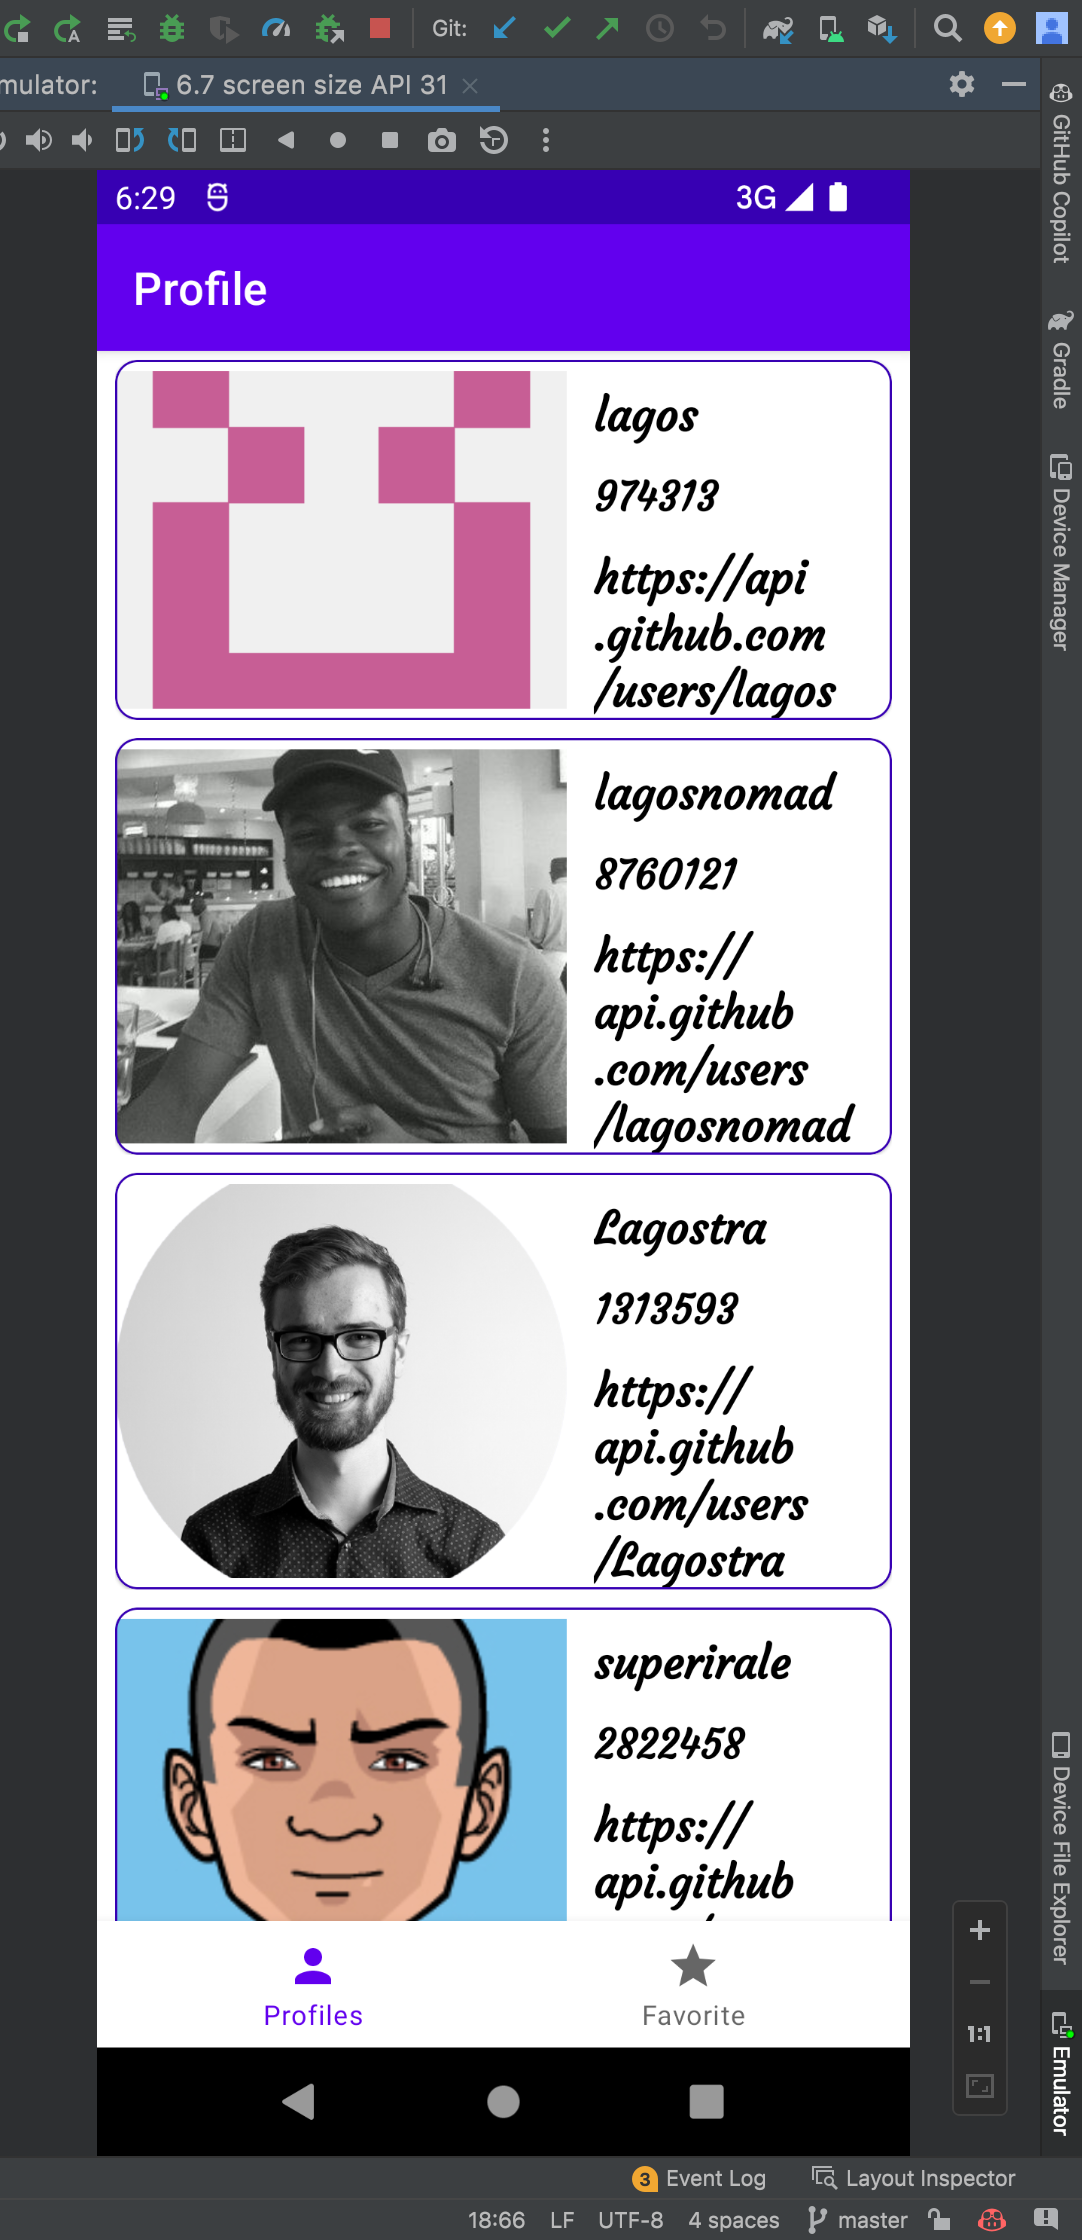 Git:
mulator:
6.7 screen size API 31
6:29
3G
Profile
lagos
974313
https://api
.github.com
/users/lagos
lagosnomad
8760121
https://
api.github
.com/users
/lagosnomad
Lagostra
1313593
https://
api.github
.com/users
/Lagostra
superirale
2822458
https://
api.github
Profiles
Favorite
GitHub Copilot
Gradle
Device Manager
Device File Explorer
Emulator
1:1
3 Event Log
Layout Inspector
18:66 LF UTF-8 4 spaces master